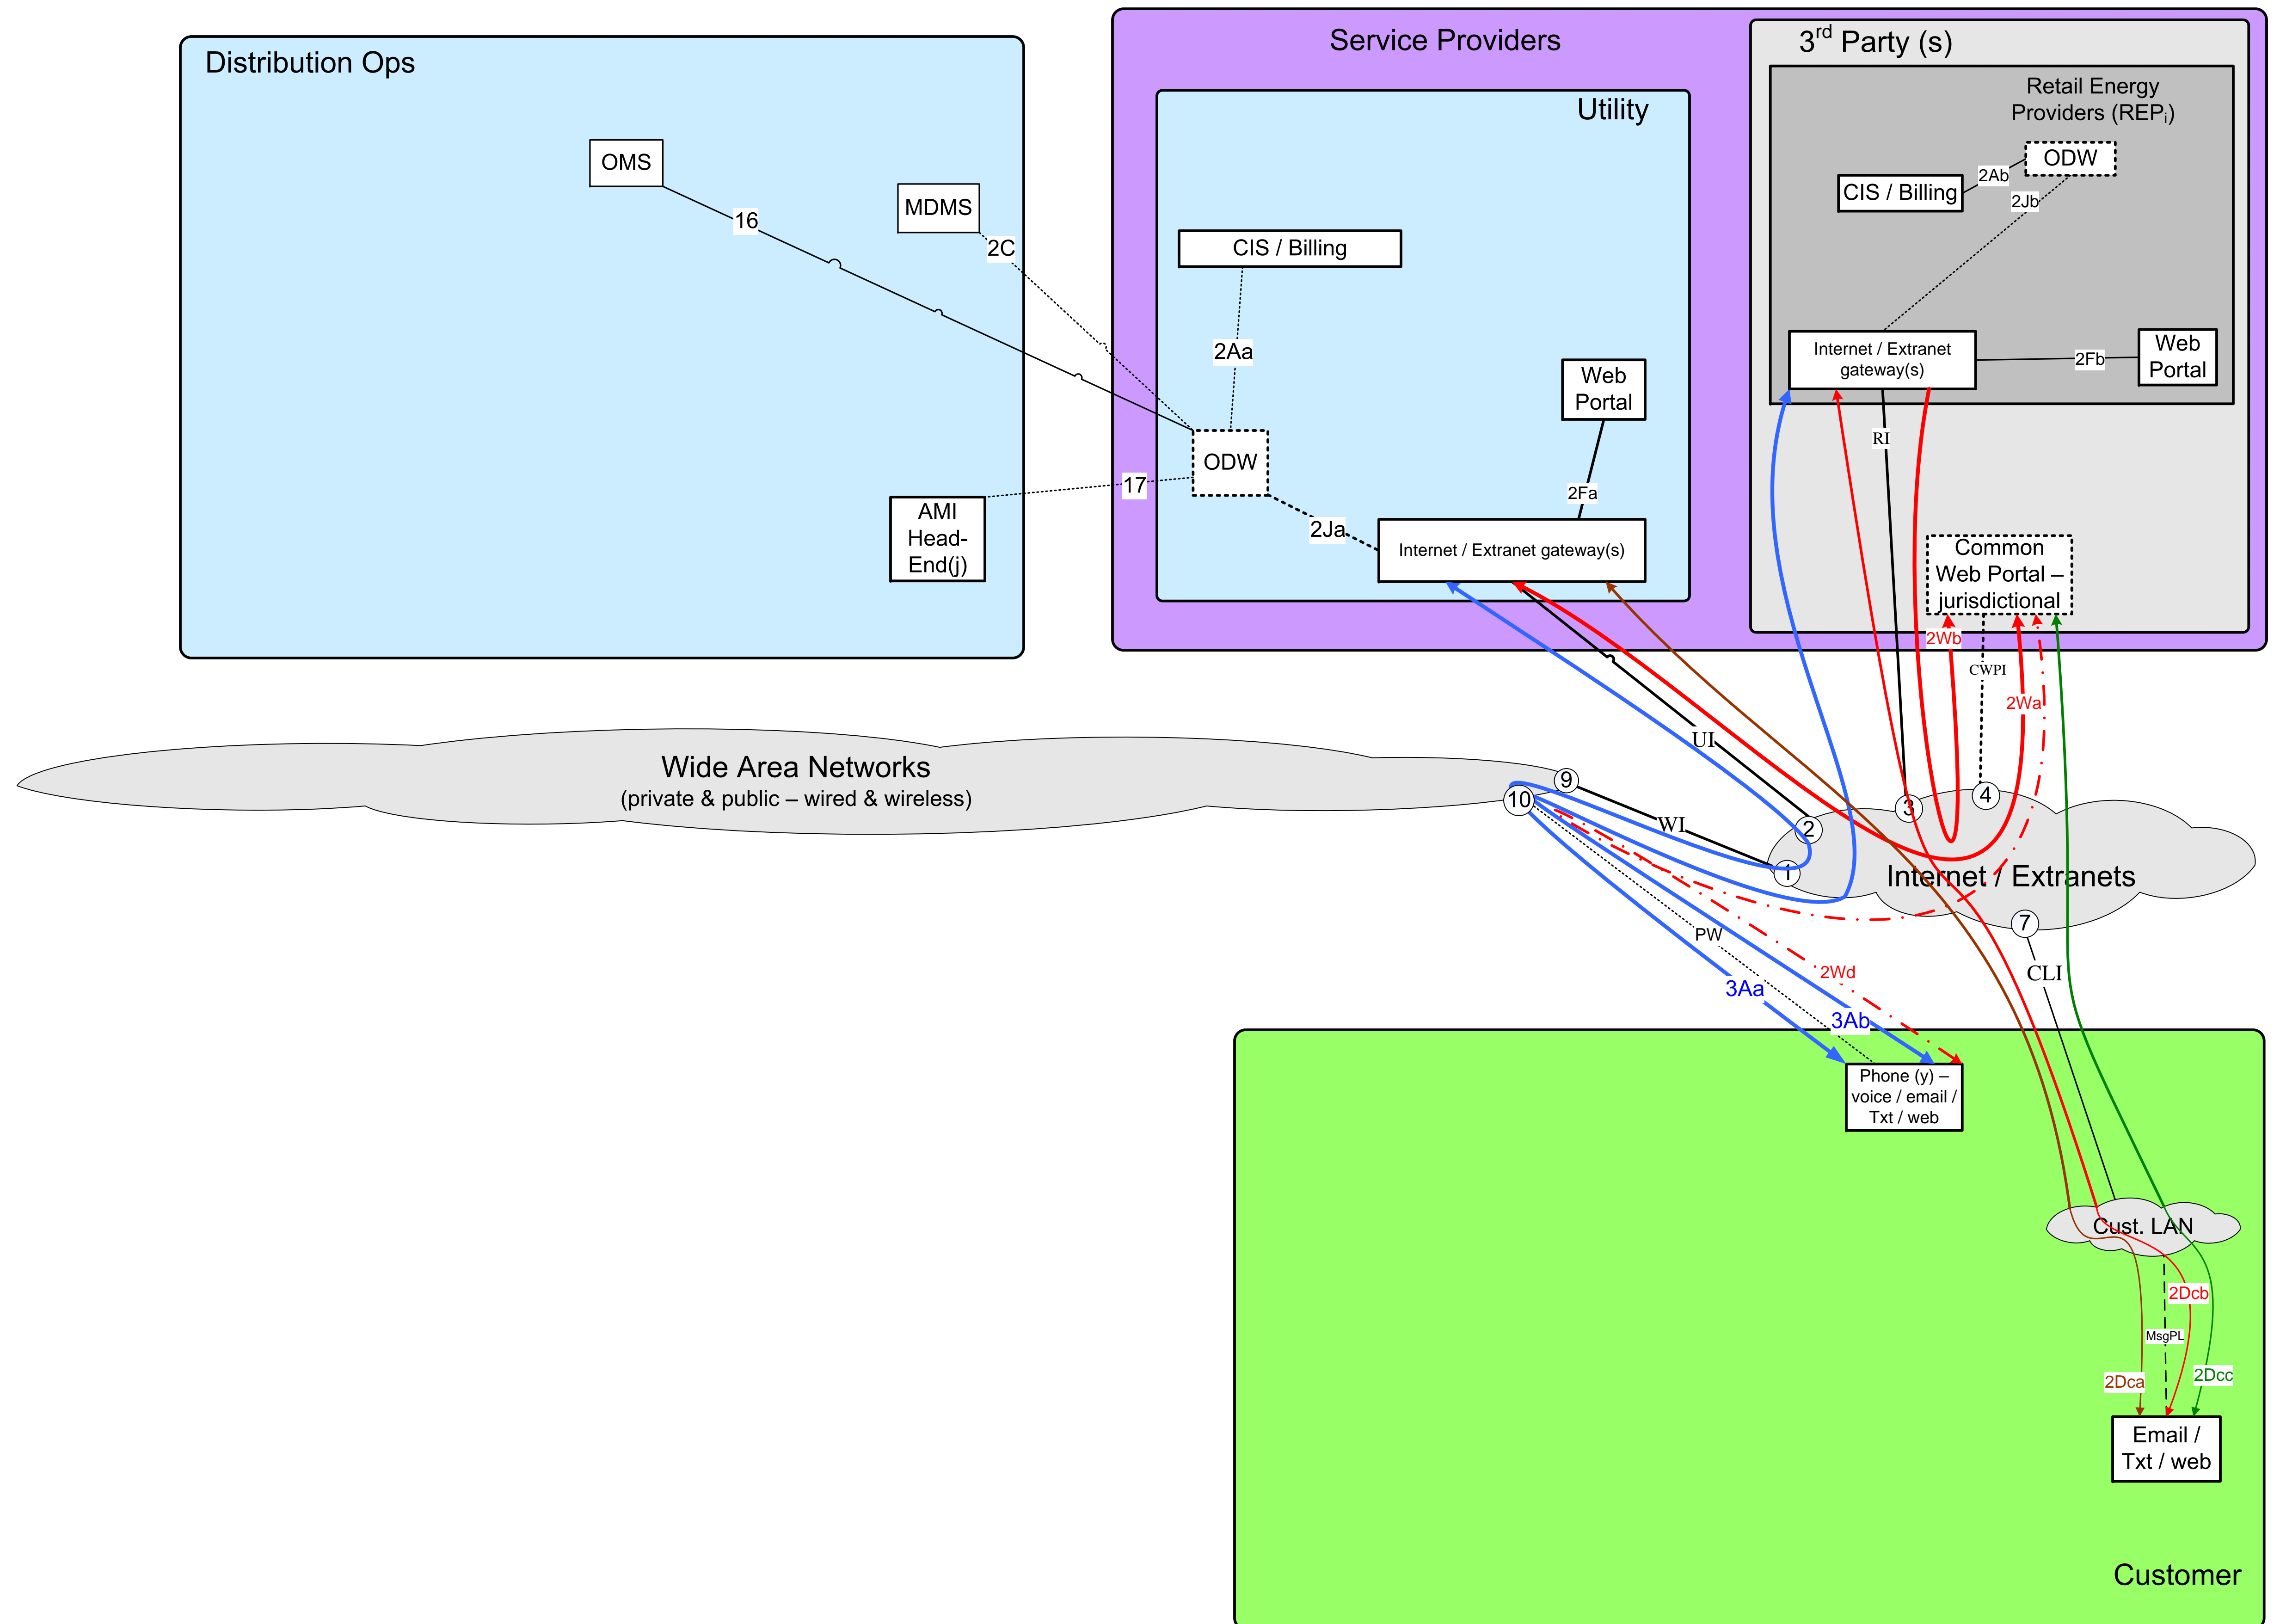 Distribution Ops
Service Providers
3rd Party (s)
Retail Energy
Providers (REPi)
Utility
OMS
MDMS
16
2C
CIS / Billing
2Aa
ODW
17
AMI
Head-
End(j)
2Ja
Web
Portal
2Fa
Internet / Extranet gateway(s)
ODW
2Ab
CIS / Billing
2Jb
Internet / Extranet
gateway(s)
2Fb
Web
Portal
RI
Common
Web Portal –
jurisdictional
2Wb
CWPI
2Wa
UI
Wide Area Networks
(private & public – wired & wireless)
9
10
WI
1
2
3
4
Internet / Extranets
7
PW
CLI
2Wd
3Aa
3Ab
Phone (y) –
voice / email /
Txt / web
Cust. LAN
2Dcb
MsgPL
2Dca
2Dcc
Email /
Txt / web
Customer